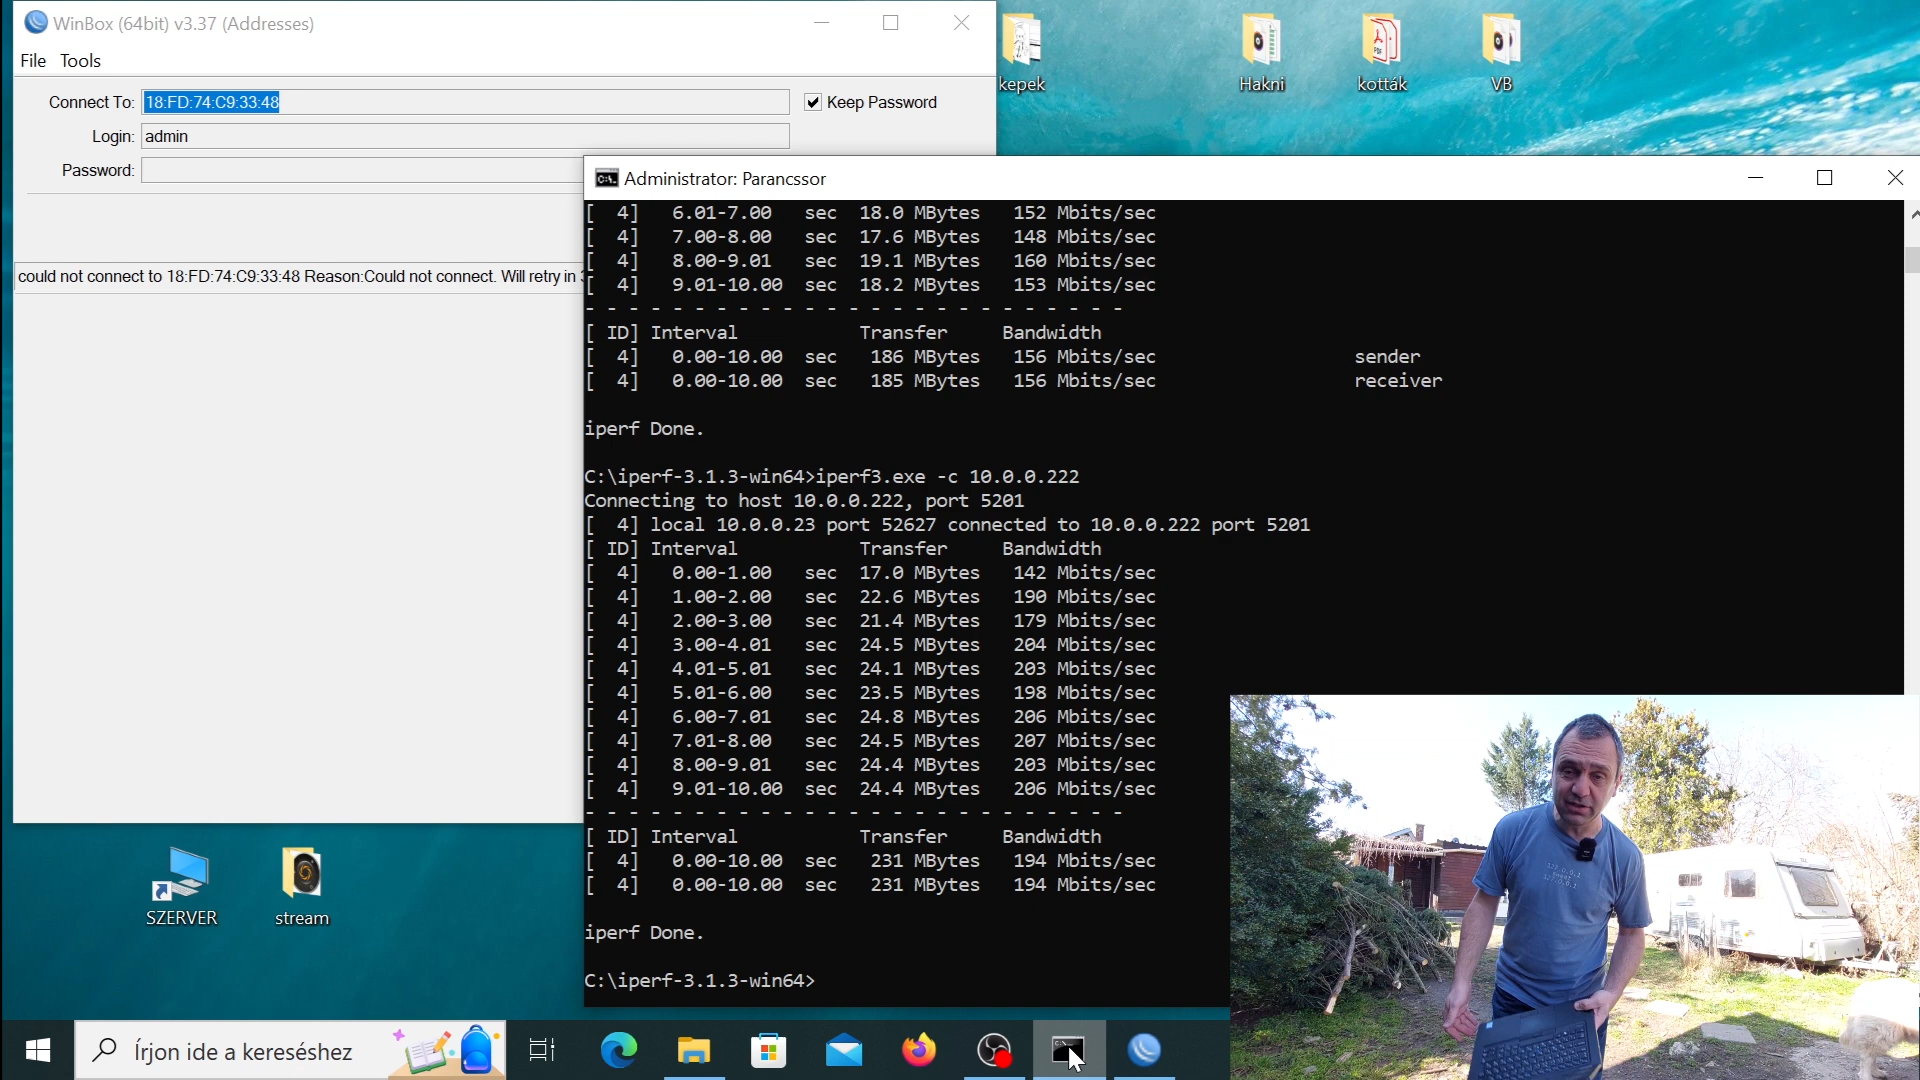 WinBox (64bit) v3.37 (Addresses)
File Tools
Connect To: 18:FD:74:C9:33:48
Keep Password
Login: admin
Password:
could not connect to 18:FD:74:C9:33:48 Reason:Could not connect. Will retry in
kepek
Hakni
kották
VB
Administrator: Parancssor
[ 4] 6.01-7.00 sec 18.0 MBytes 152 Mbits/sec
[ 4] 7.00-8.00 sec 17.6 MBytes 148 Mbits/sec
[ 4] 8.00-9.01 sec 19.1 MBytes 160 Mbits/sec
[ 4] 9.01-10.00 sec 18.2 MBytes 153 Mbits/sec
- - - - - - - - - - - - - - - - - - - - - - - - -
[ ID] Interval Transfer Bandwidth
[ 4] 0.00-10.00 sec 186 MBytes 156 Mbits/sec sender
[ 4] 0.00-10.00 sec 185 MBytes 156 Mbits/sec receiver
iperf Done.
C:\iperf-3.1.3-win64>iperf3.exe -c 10.0.0.222
Connecting to host 10.0.0.222, port 5201
[ 4] local 10.0.0.23 port 52627 connected to 10.0.0.222 port 5201
[ ID] Interval Transfer Bandwidth
[ 4] 0.00-1.00 sec 17.0 MBytes 142 Mbits/sec
[ 4] 1.00-2.00 sec 22.6 MBytes 190 Mbits/sec
[ 4] 2.00-3.00 sec 21.4 MBytes 179 Mbits/sec
[ 4] 3.00-4.01 sec 24.5 MBytes 204 Mbits/sec
[ 4] 4.01-5.01 sec 24.1 MBytes 203 Mbits/sec
[ 4] 5.01-6.00 sec 23.5 MBytes 198 Mbits/sec
[ 4] 6.00-7.01 sec 24.8 MBytes 206 Mbits/sec
[ 4] 7.01-8.00 sec 24.5 MBytes 207 Mbits/sec
[ 4] 8.00-9.01 sec 24.4 MBytes 203 Mbits/sec
[ 4] 9.01-10.00 sec 24.4 MBytes 206 Mbits/sec
- - - - - - - - - - - - - - - - - - - - - - - - -
[ ID] Interval Transfer Bandwidth
[ 4] 0.00-10.00 sec 231 MBytes 194 Mbits/sec
[ 4] 0.00-10.00 sec 231 MBytes 194 Mbits/sec
iperf Done.
C:\iperf-3.1.3-win64>
SZERVER
stream
Írjon ide a kereséshez